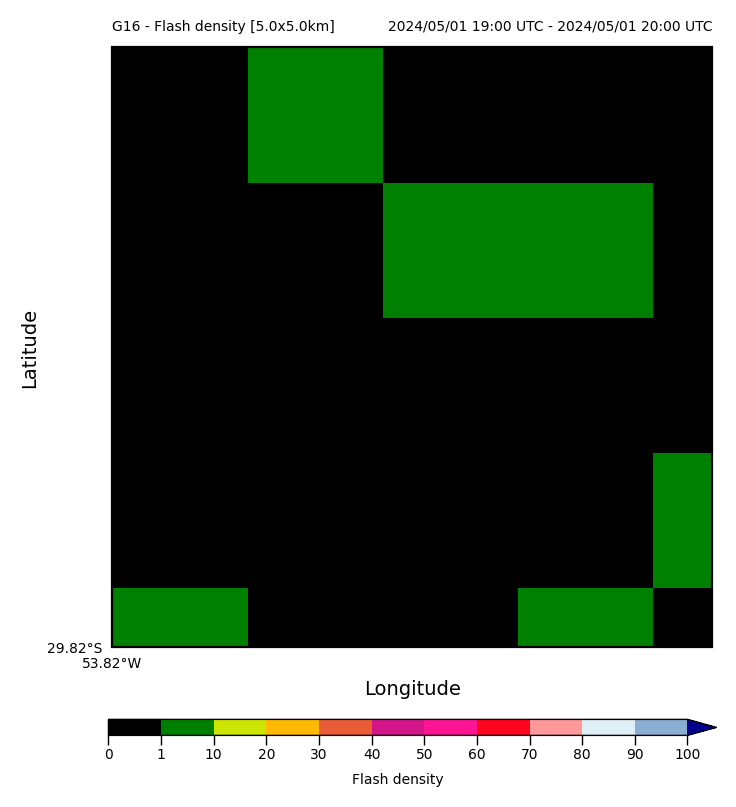 G16 - Flash density [5.0x5.0km] 2024/05/01 19:00 UTC - 2024/05/01 20:00 UTC
Latitude
29.82°S
53.82°W
Longitude
0 1 10 20 30 40 50 60 70 80 90 100
Flash density